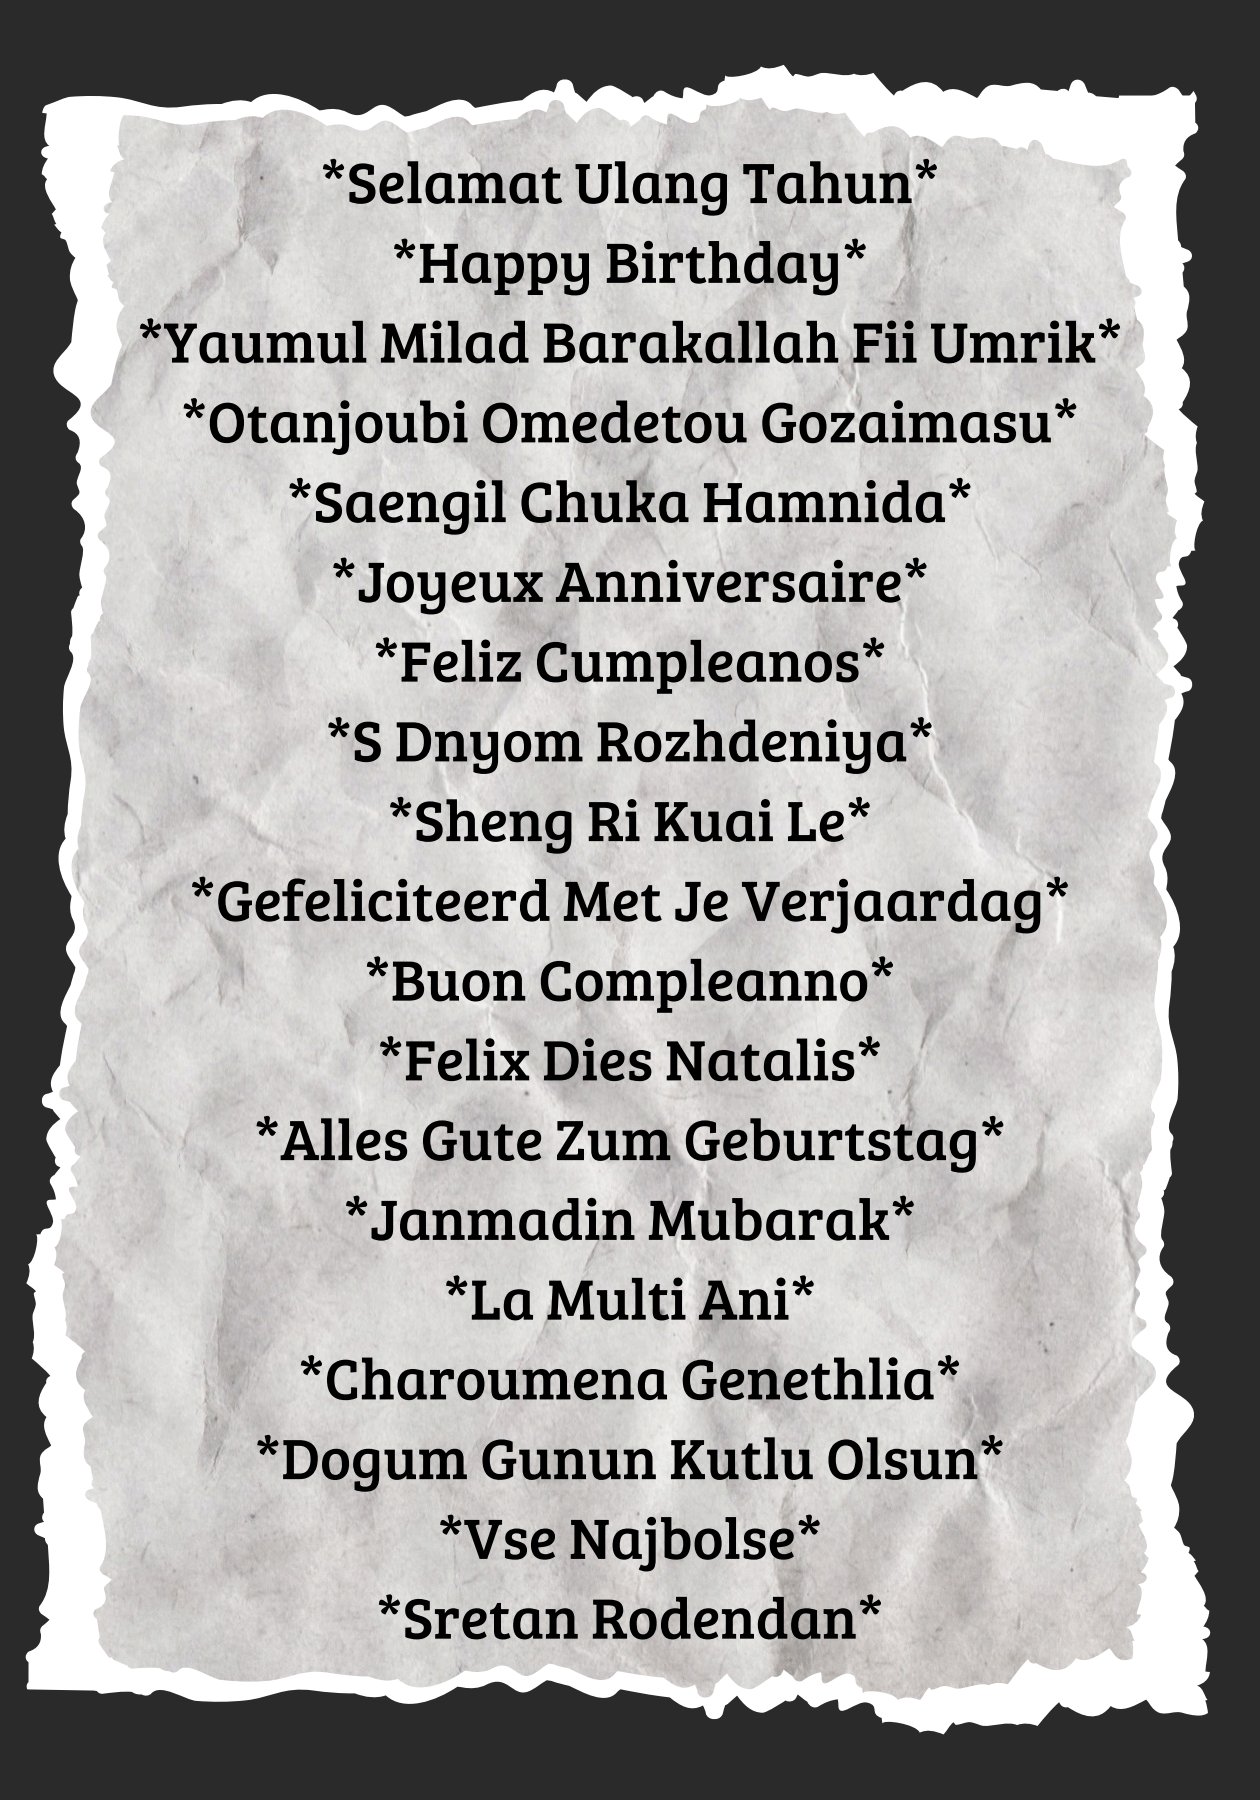 *Selamat Ulang Tahun*
*Happy Birthday*
*Yaumul Milad Barakallah Fii Umrik*
*Otanjoubi Omedetou Gozaimasu*
*Saengil Chuka Hamnida*
*Joyeux Anniversaire*
*Feliz Cumpleanos*
*S Dnyom Rozhdeniya*
*Sheng Ri Kuai Le*
*Gefeliciteerd Met Je Verjaardag*
*Buon Compleanno*
*Felix Dies Natalis*
*Alles Gute Zum Geburtstag*
*Janmadin Mubarak*
*La Multi Ani*
*Charoumena Genethlia*
*Dogum Gunun Kutlu Olsun*
*Vse Najbolse*
*Sretan Rodendan*